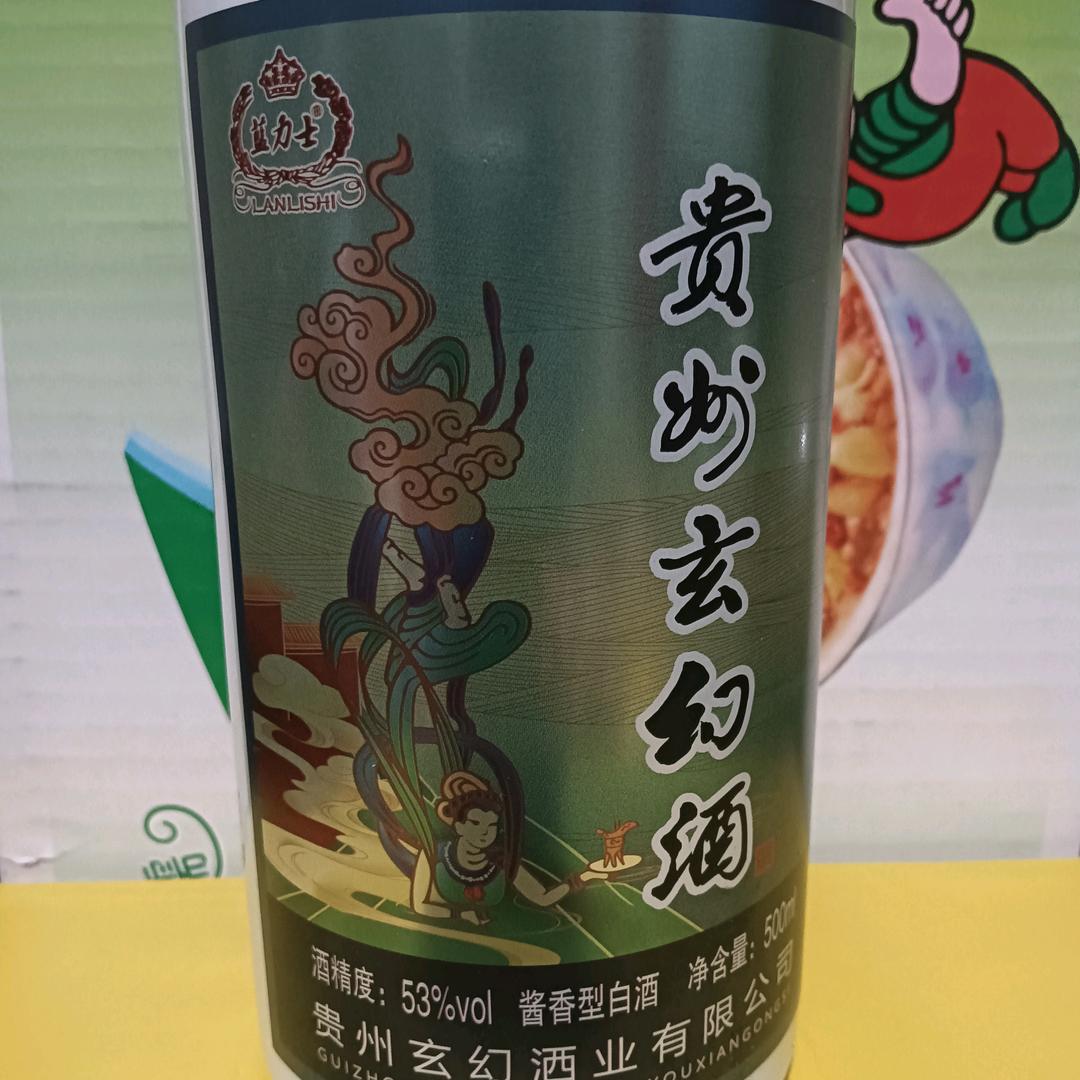 蓝力士®
LANLISHI
贵州玄幻酒
酒精度：53%vol 酱香型白酒 净含量：500ml
贵州玄幻酒业有限公司